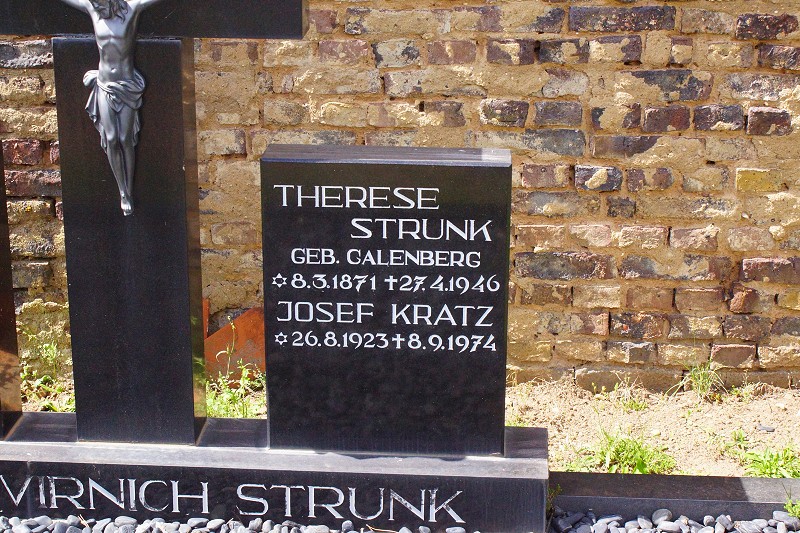 THERESE
STRUNK
GEB. GALENBERG
✡8.3.1871 ✝27.4.1946
JOSEF KRATZ
✡26.8.1923 ✝8.9.1974
VIRNICH STRUNK